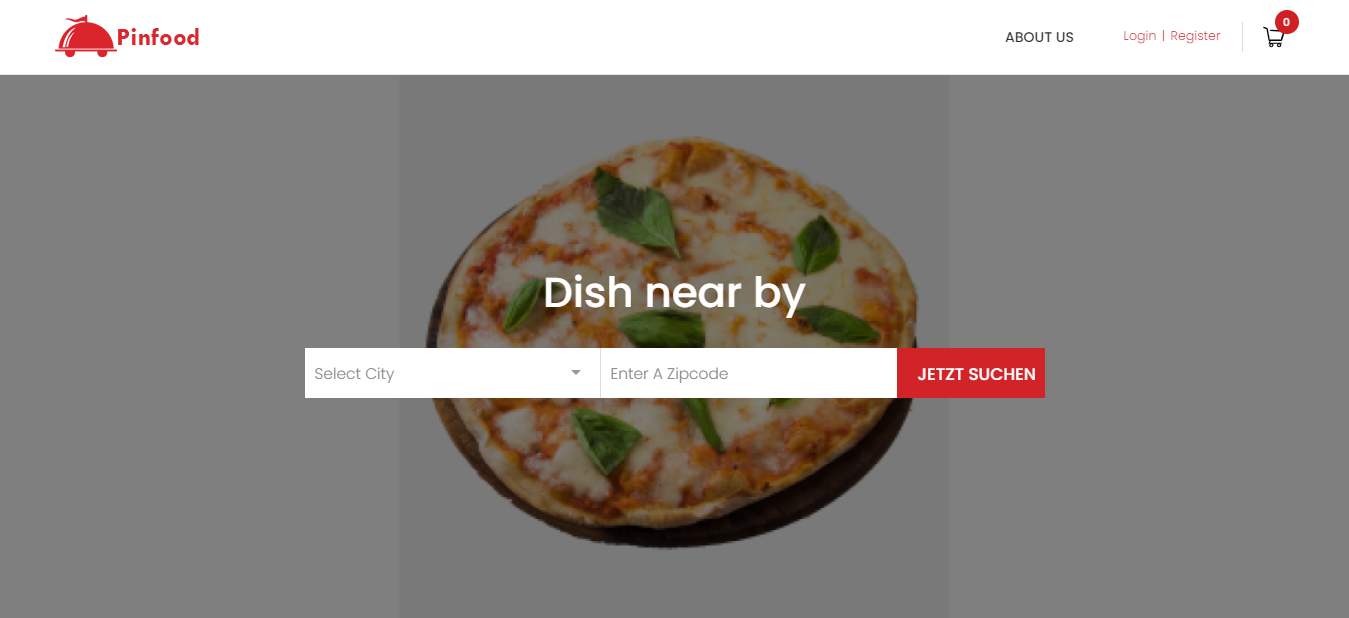 Pinfood
ABOUT US
Login | Register
0
Dish near by
Select City
Enter A Zipcode
JETZT SUCHEN